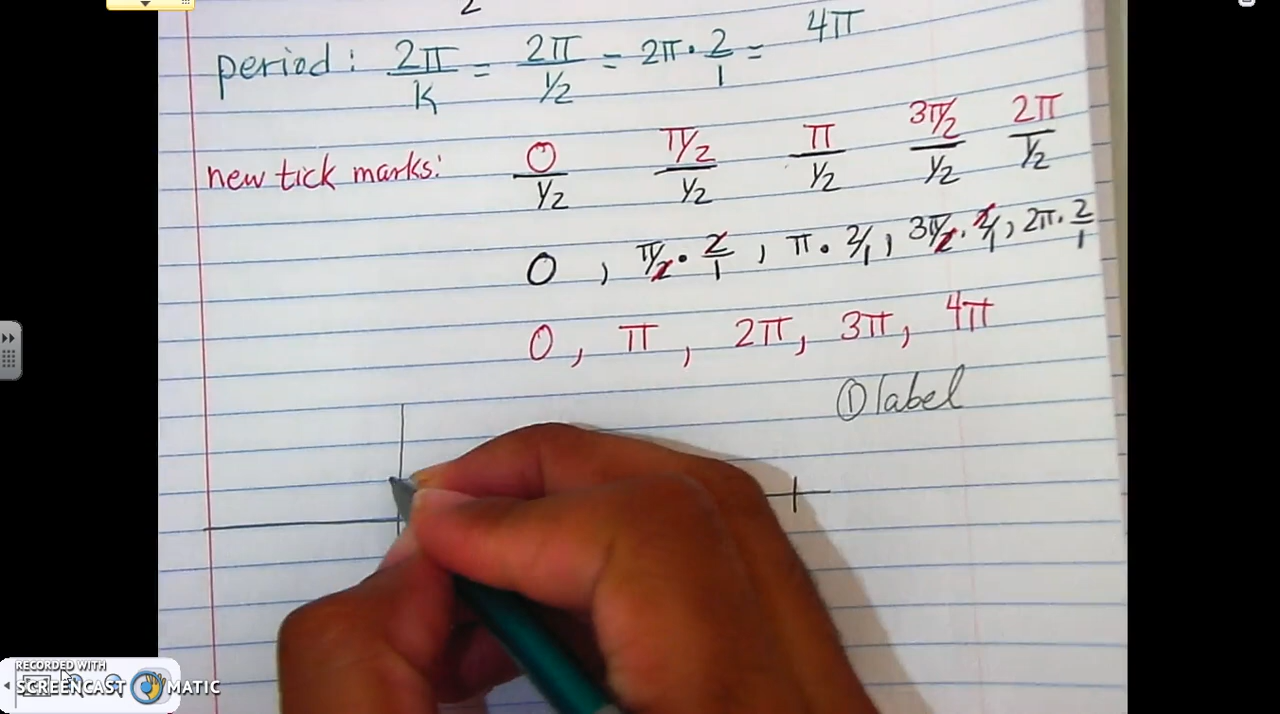 2
period: 2π/k = 2π/½ = 2π · 2/1 = 4π
new tick marks: 0/½ π/2/½ π/½ 3π/2/½ 2π/½
0, π/2 · 2/1, π · 2/1, 3π/2 · 2/1, 2π · 2/1
0, π, 2π, 3π, 4π
① label
RECORDED WITH
SCREENCAST MATIC